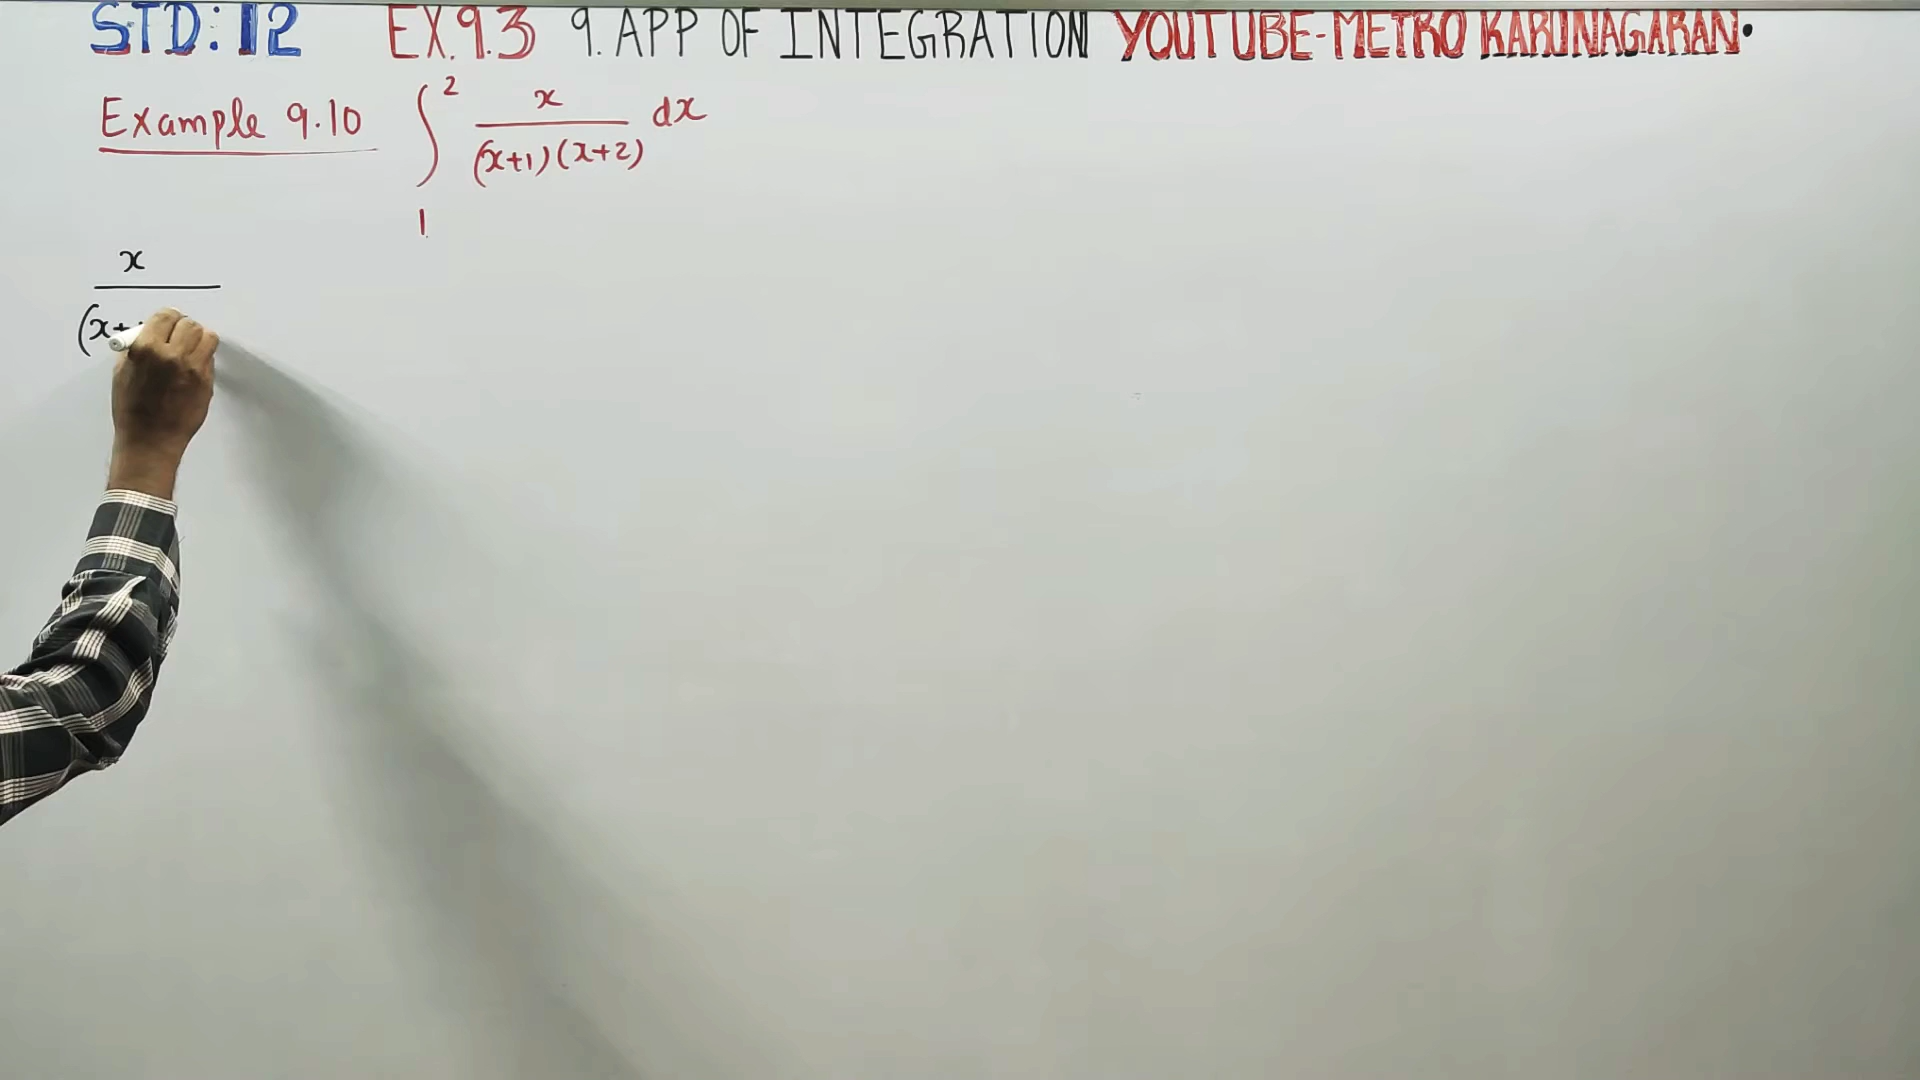 STD: 12 EX.9.3 9. APP OF INTEGRATION YOUTUBE-METRO KARUNAGARAN.
Example 9.10 ∫₁² x/((x+1)(x+2)) dx
x
(x+